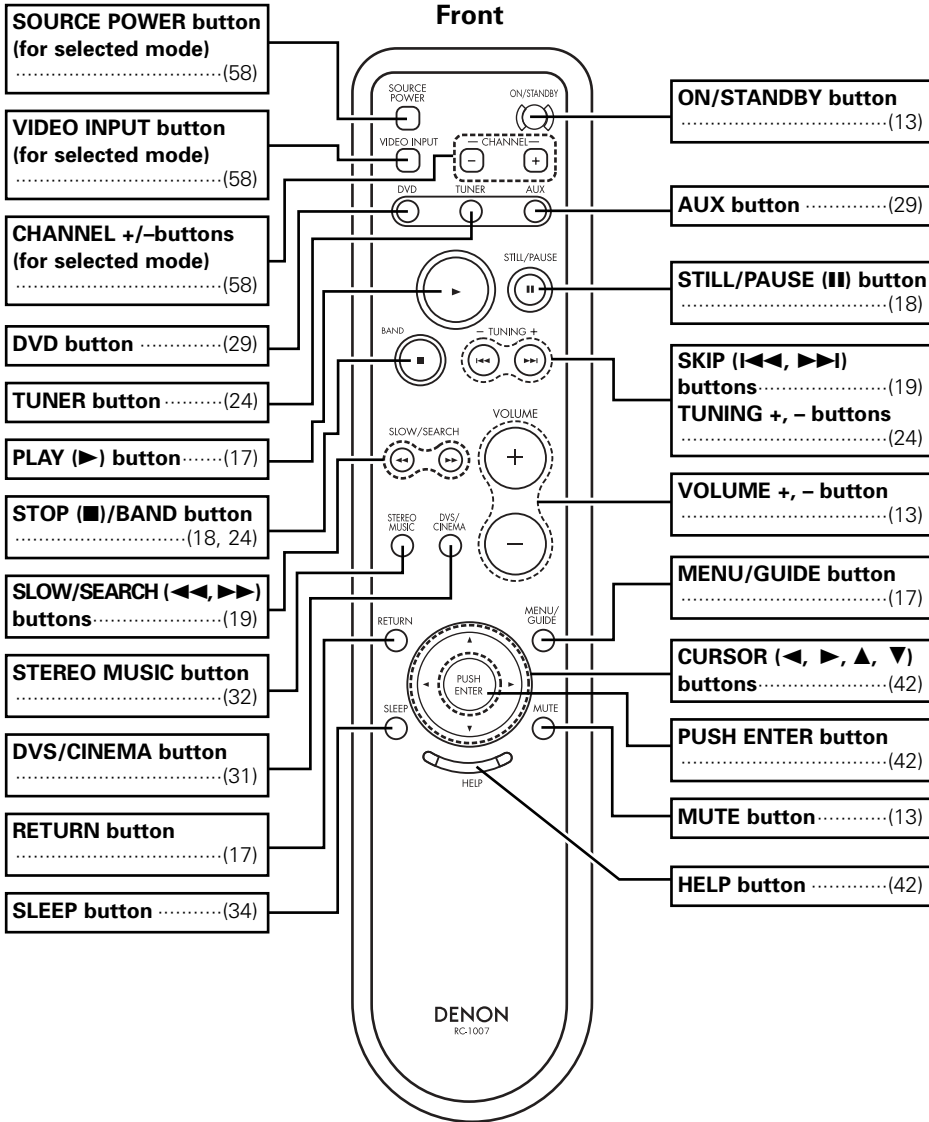 Front
SOURCE POWER button
(for selected mode)
··································(58)
VIDEO INPUT button
(for selected mode)
··································(58)
CHANNEL +/–buttons
(for selected mode)
··································(58)
DVD button ··············(29)
TUNER button··········(24)
PLAY (►) button·······(17)
STOP (■)/BAND button
····························(18, 24)
SLOW/SEARCH (◄◄, ►►)
buttons·····················(19)
STEREO MUSIC button
··································(32)
DVS/CINEMA button
··································(31)
RETURN button
··································(17)
SLEEP button ···········(34)
SOURCE
POWER
ON/STANDBY
VIDEO INPUT
— CHANNEL —
− +
DVD TUNER AUX
STILL/PAUSE
► II
BAND
− TUNING +
■ I◄◄ ►►I
VOLUME
SLOW/SEARCH
+
◄◄ ►►
STEREO
MUSIC
DVS/
CINEMA
−
RETURN
MENU/
GUIDE
▲
◄ PUSH
ENTER ►
▼
SLEEP
MUTE
HELP
DENON
RC-1007
ON/STANDBY button
··································(13)
AUX button ·············(29)
STILL/PAUSE (II) button
··································(18)
SKIP (I◄◄, ►►I)
buttons·····················(19)
TUNING +, – buttons
··································(24)
VOLUME +, – button
··································(13)
MENU/GUIDE button
··································(17)
CURSOR (◄, ►, ▲, ▼)
buttons·····················(42)
PUSH ENTER button
··································(42)
MUTE button············(13)
HELP button ·············(42)